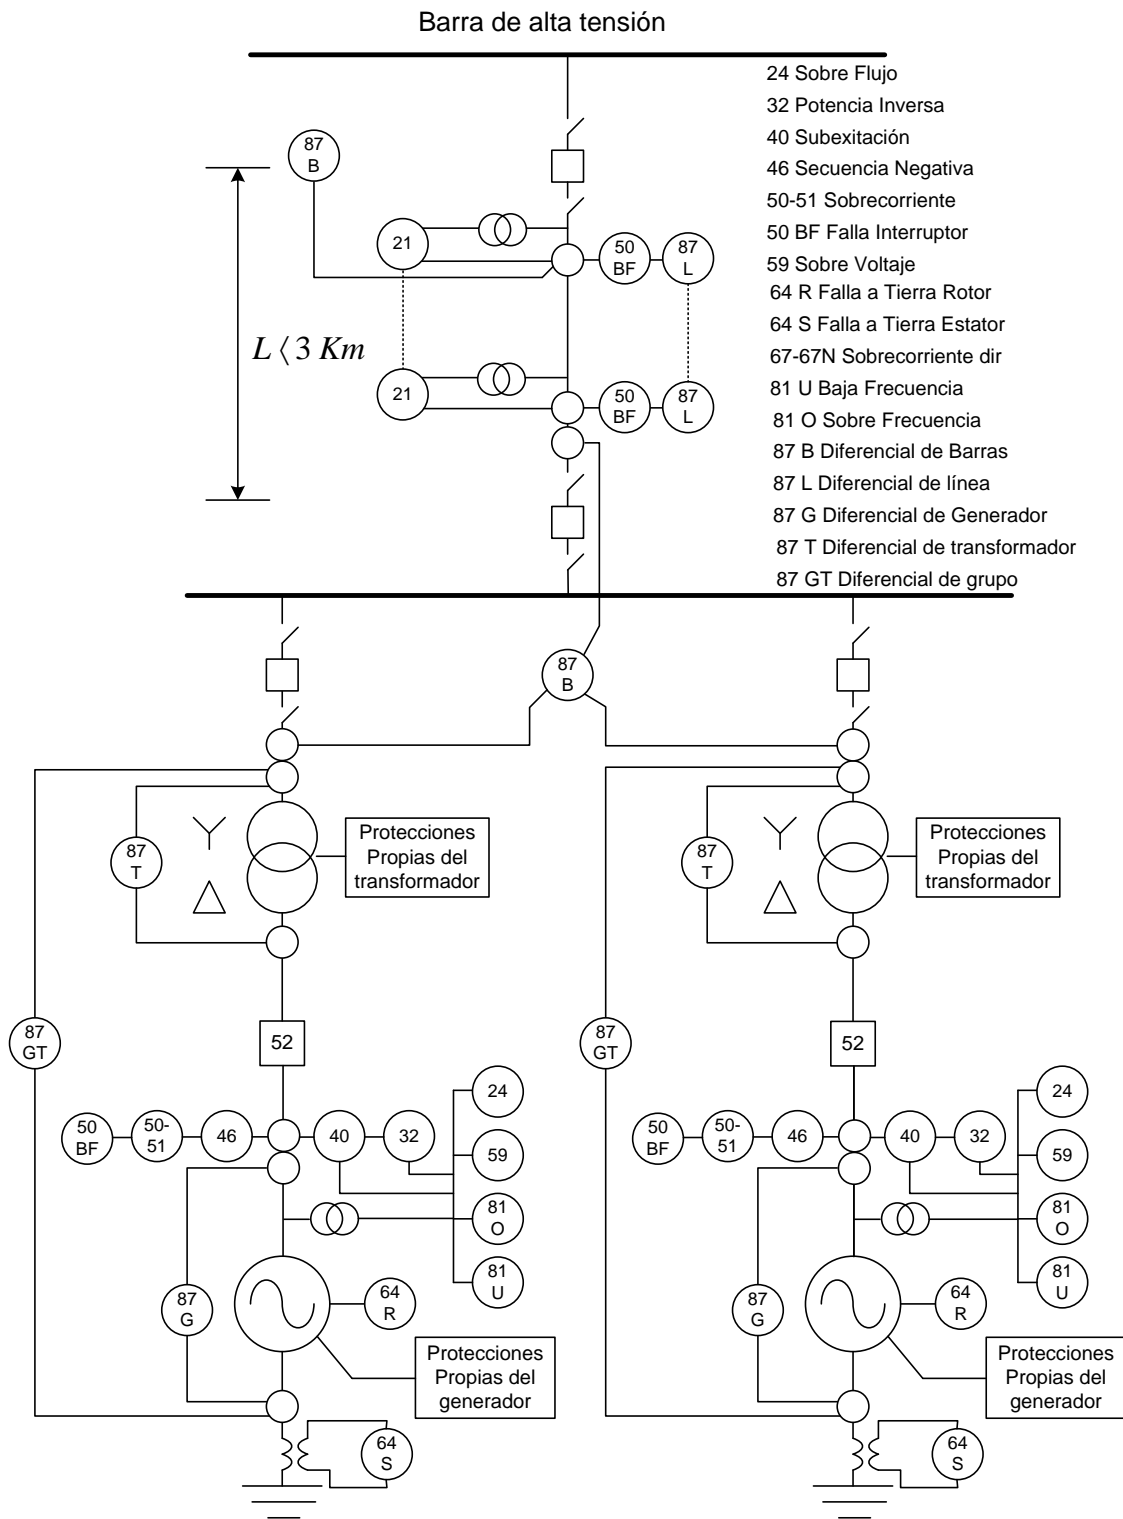 Barra de alta tensión
24 Sobre Flujo
32 Potencia Inversa
40 Subexitación
46 Secuencia Negativa
50-51 Sobrecorriente
50 BF Falla Interruptor
59 Sobre Voltaje
64 R Falla a Tierra Rotor
64 S Falla a Tierra Estator
67-67N Sobrecorriente dir
81 U Baja Frecuencia
81 O Sobre Frecuencia
87 B Diferencial de Barras
87 L Diferencial de línea
87 G Diferencial de Generador
87 T Diferencial de transformador
87 GT Diferencial de grupo
87
B
21
50
BF
87
L
L〈3 Km
21
50
BF
87
L
87
B
87
T
Protecciones
Propias del
transformador
87
T
Protecciones
Propias del
transformador
87
GT
52
87
GT
52
50
BF
50-
51
46
40
32
24
59
81
O
81
U
50
BF
50-
51
46
40
32
24
59
81
O
81
U
87
G
64
R
Protecciones
Propias del
generador
64
S
87
G
64
R
Protecciones
Propias del
generador
64
S